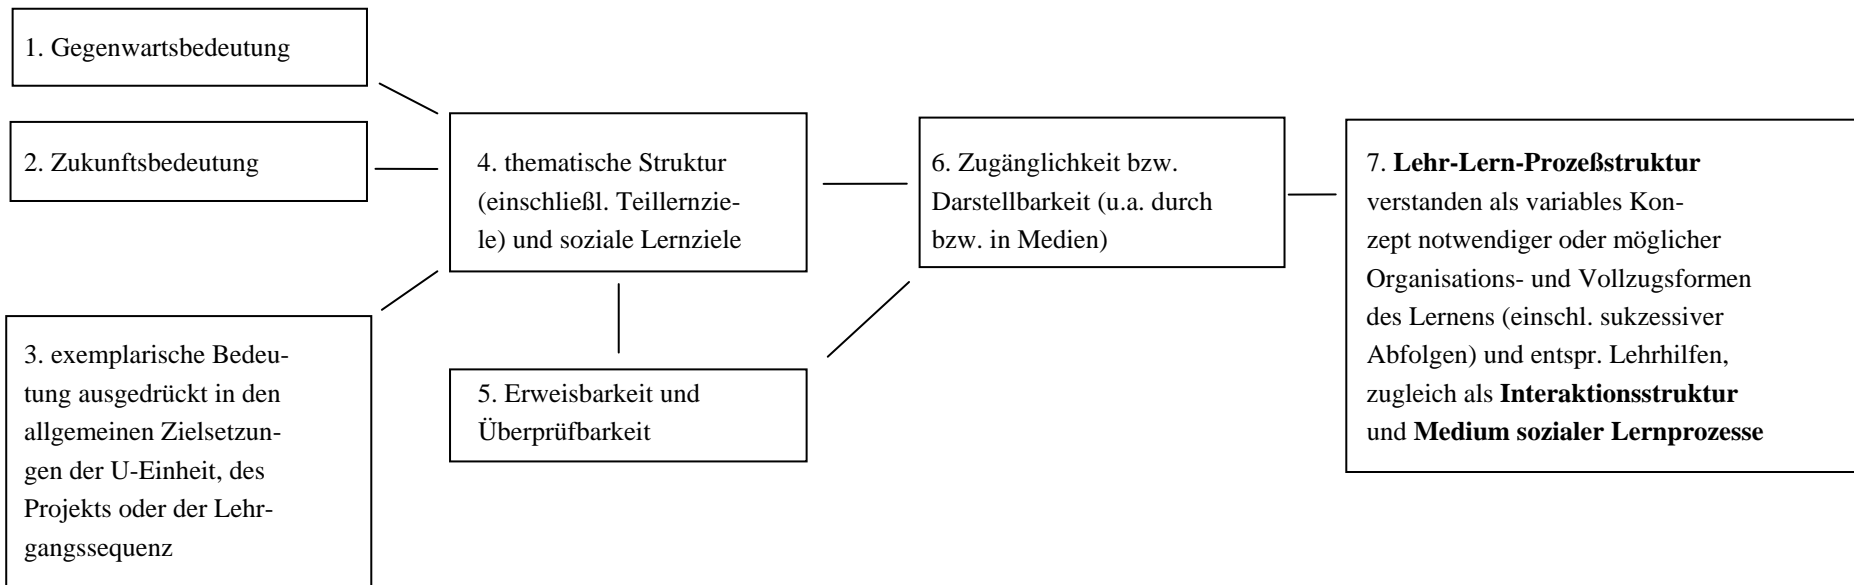 1. Gegenwartsbedeutung
2. Zukunftsbedeutung
3. exemplarische Bedeu-
tung ausgedrückt in den
allgemeinen Zielsetzun-
gen der U-Einheit, des
Projekts oder der Lehr-
gangssequenz
4. thematische Struktur
(einschließl. Teillernzie-
le) und soziale Lernziele
5. Erweisbarkeit und
Überprüfbarkeit
6. Zugänglichkeit bzw.
Darstellbarkeit (u.a. durch
bzw. in Medien)
7. Lehr-Lern-Prozeßstruktur
verstanden als variables Kon-
zept notwendiger oder möglicher
Organisations- und Vollzugsformen
des Lernens (einschl. sukzessiver
Abfolgen) und entspr. Lehrhilfen,
zugleich als Interaktionsstruktur
und Medium sozialer Lernprozesse